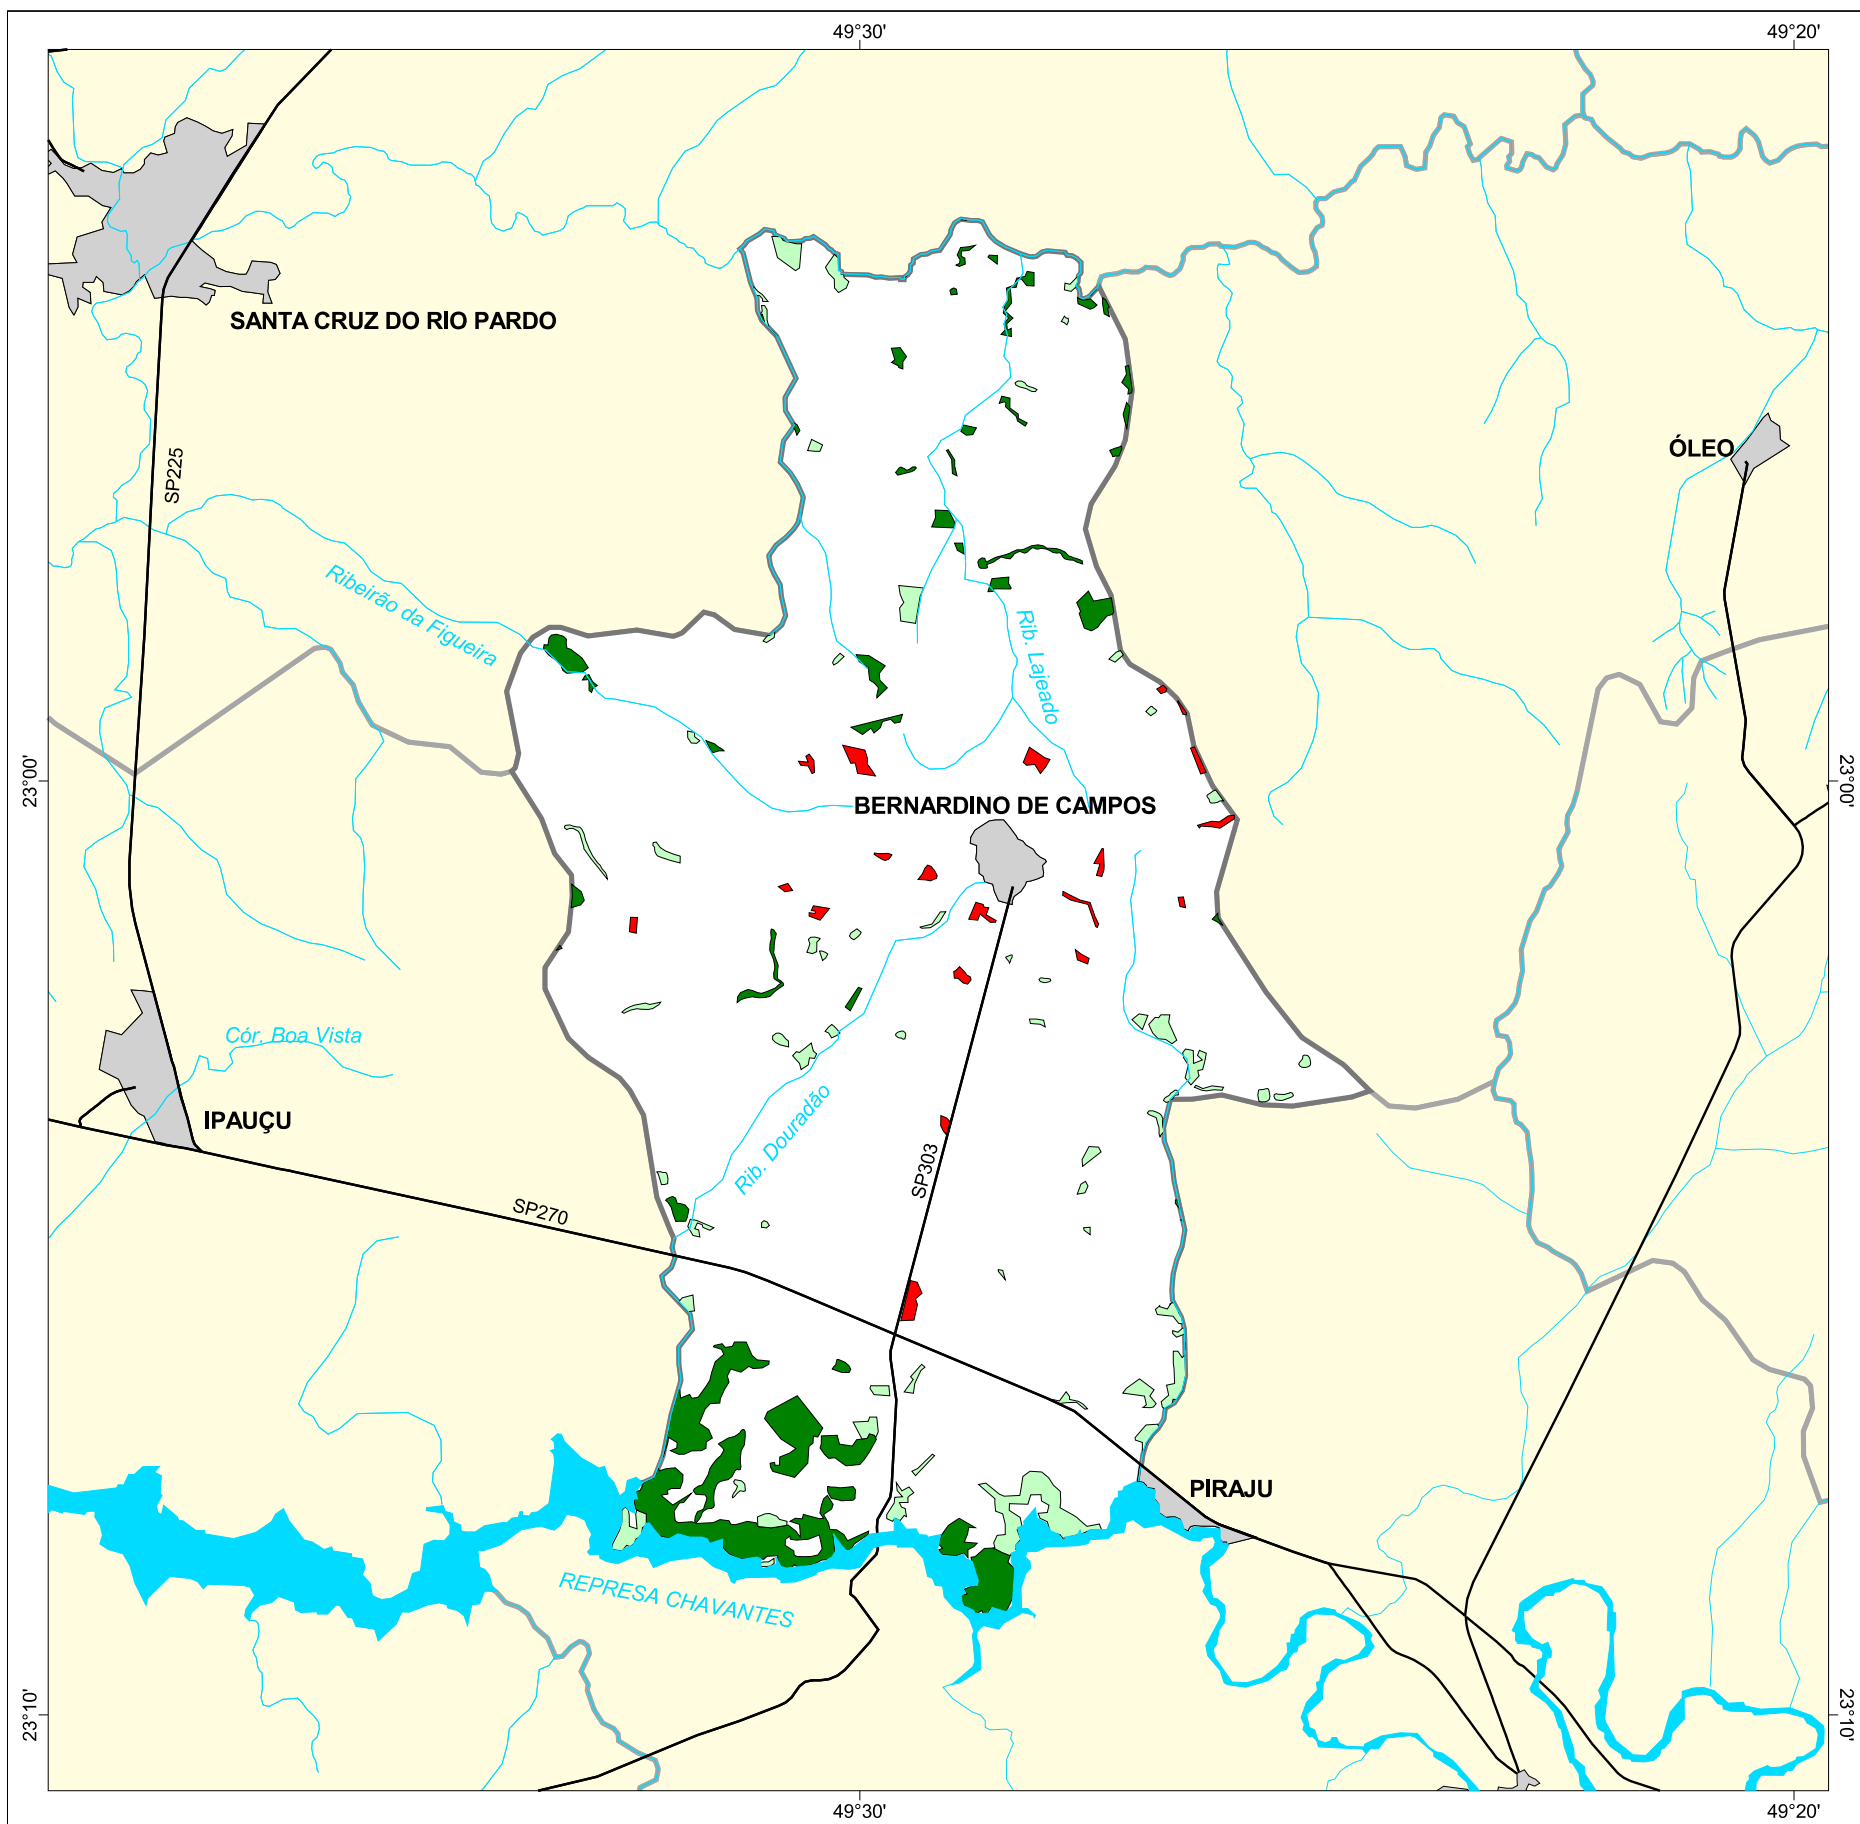 49°30'
49°20'
SANTA CRUZ DO RIO PARDO
ÓLEO
SP225
Ribeirão da Figueira
Rib. Lajeado
23°00'
23°00'
BERNARDINO DE CAMPOS
Cór. Boa Vista
IPAUÇU
Rib. Douradão
SP303
SP270
PIRAJU
REPRESA CHAVANTES
23°10'
23°10'
49°30'
49°20'